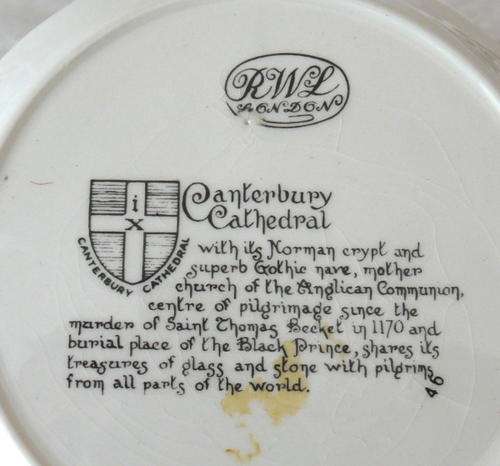 RWL
LONDON
i
x
CANTERBURY CATHEDRAL
Canterbury
Cathedral
with its Norman crypt and
superb Gothic nave, mother
church of the Anglican Communion,
centre of pilgrimage since the
murder of Saint Thomas Becket in 1170 and
burial place of the Black Prince, shares its
treasures of glass and stone with pilgrims
from all parts of the world.
46